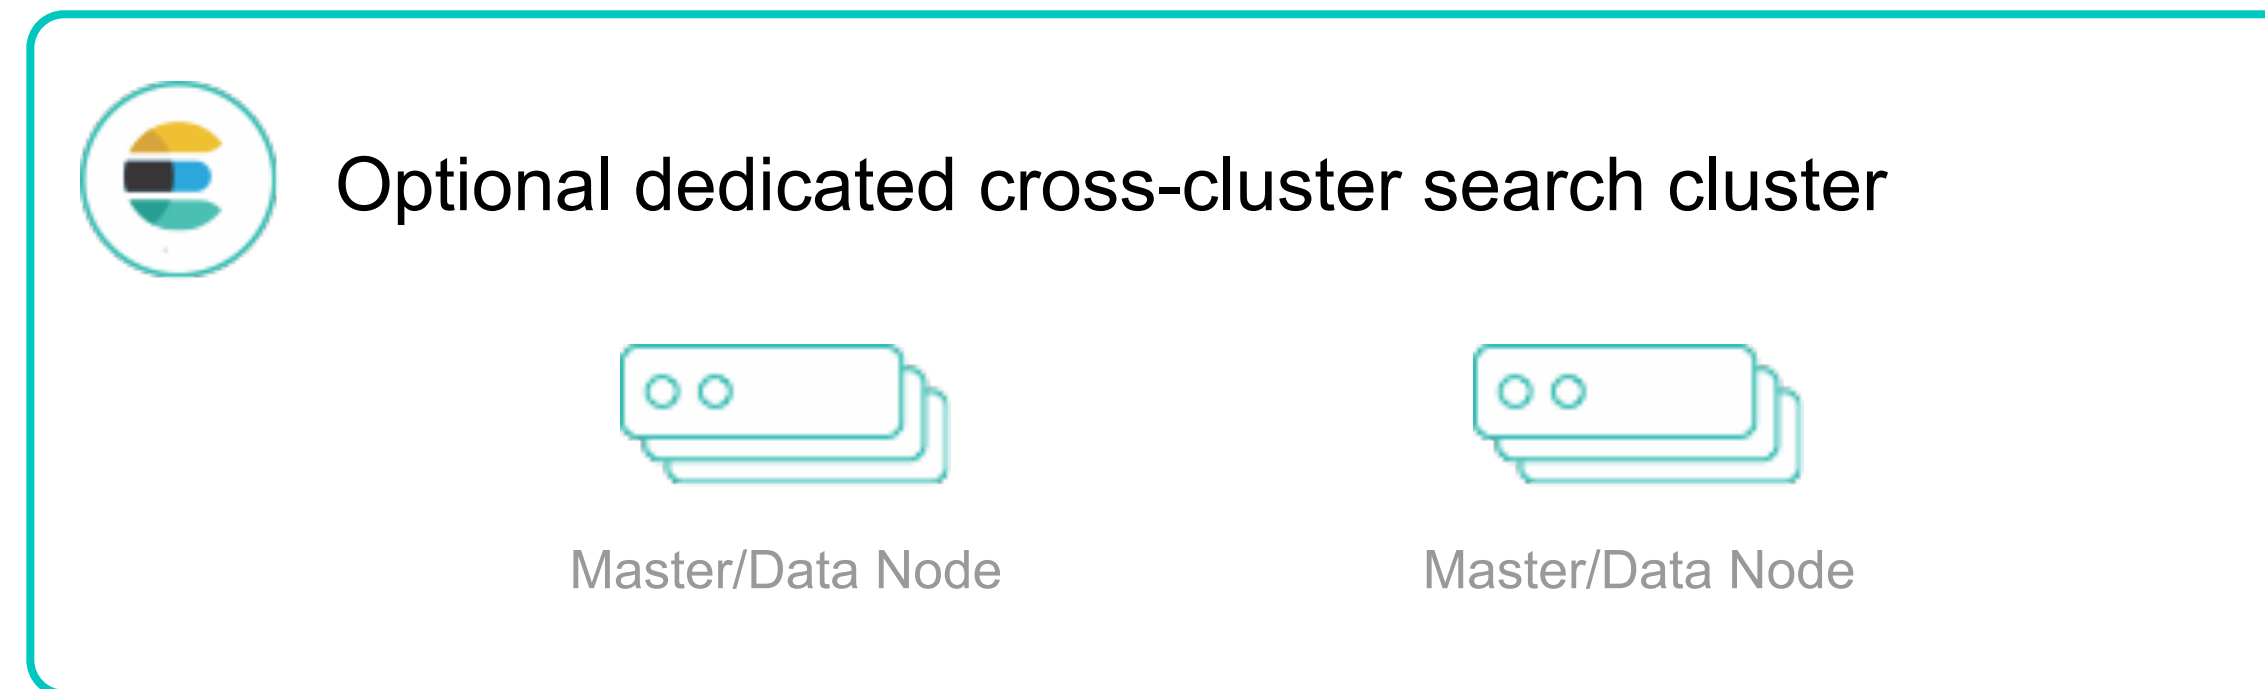 Optional dedicated cross-cluster search cluster
Master/Data Node
Master/Data Node